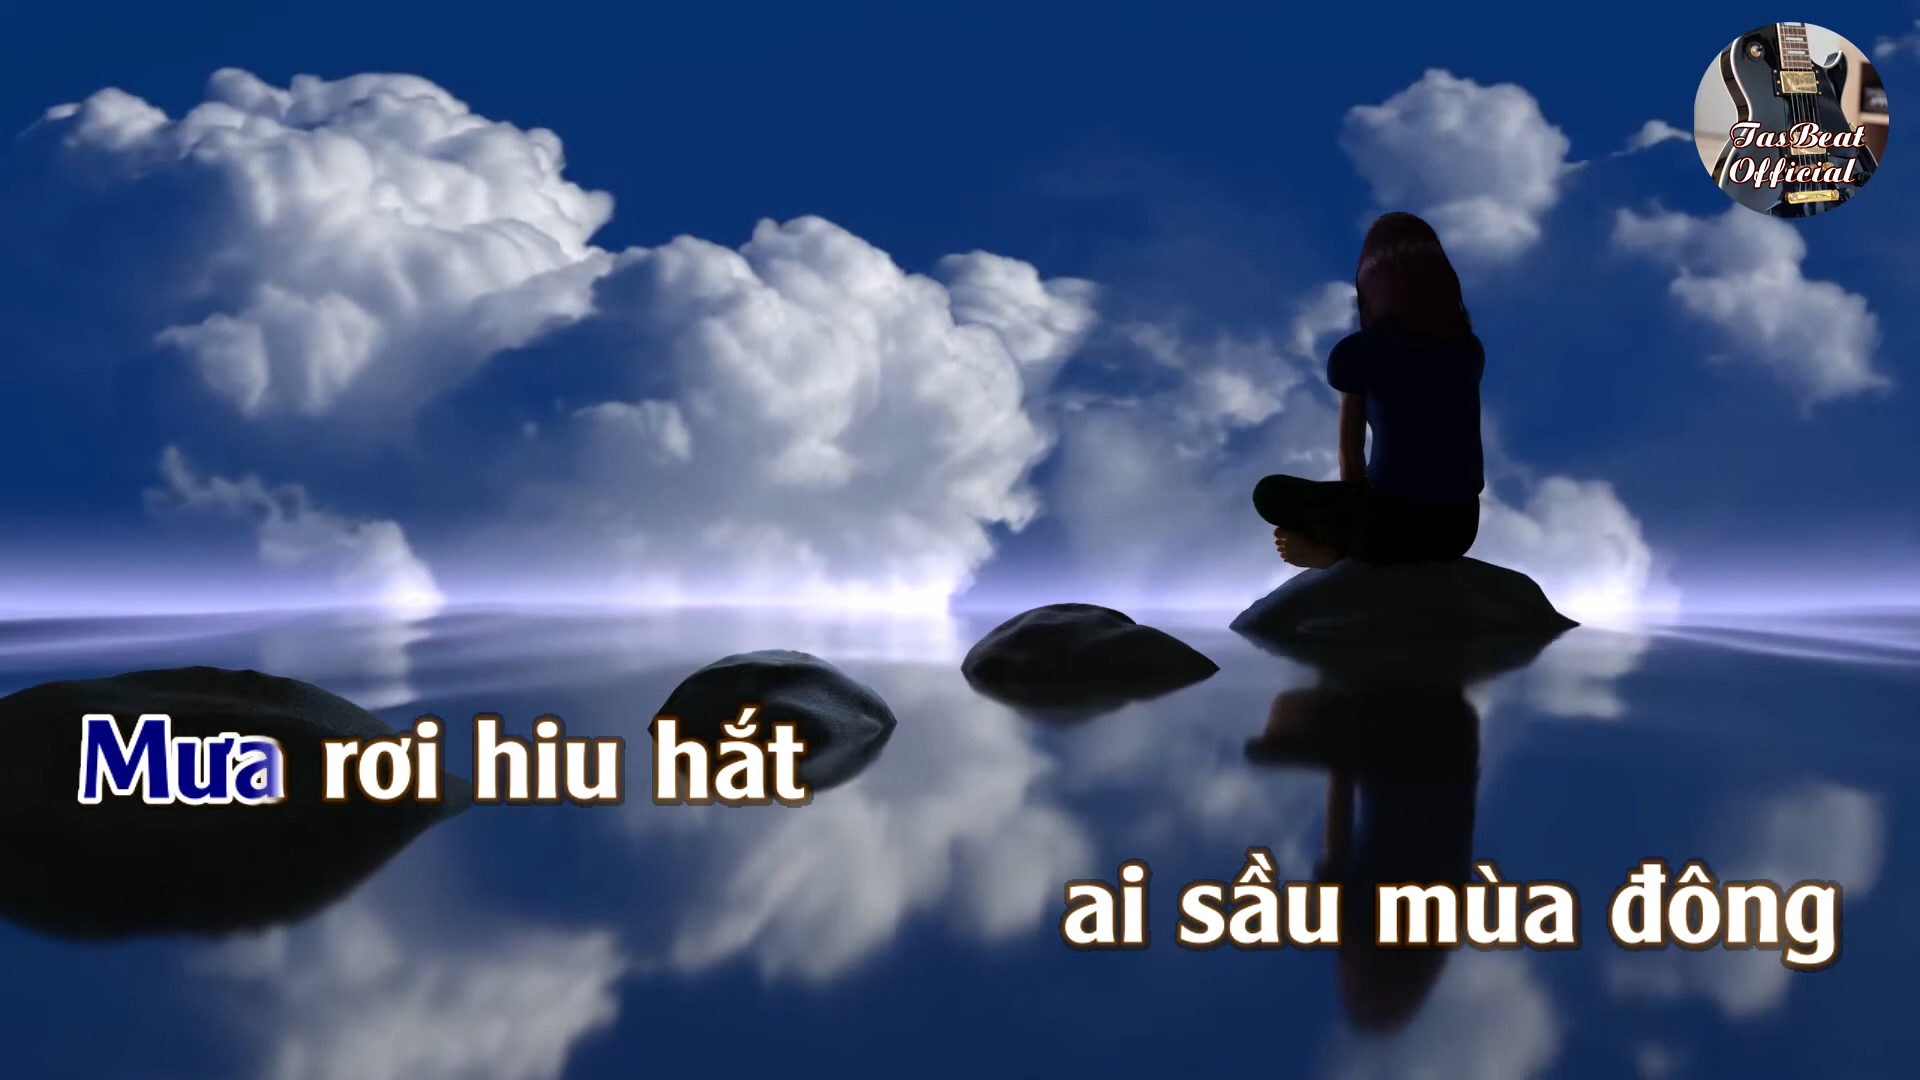 TasBeat
Official
Mưa rơi hiu hắt
ai sầu mùa đông